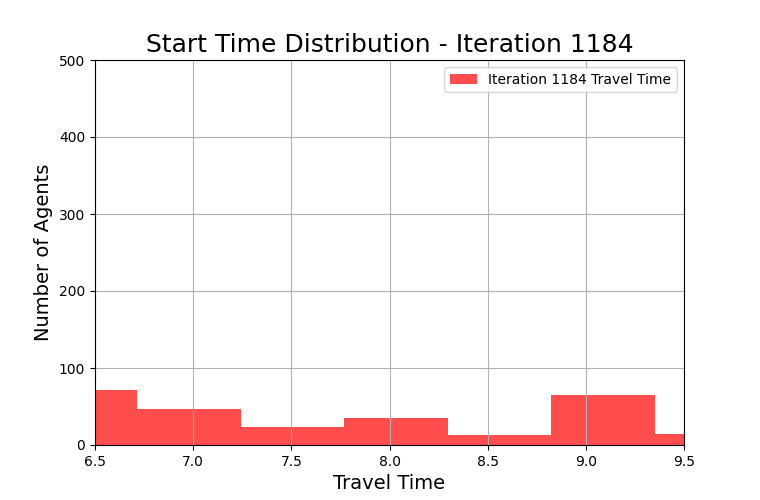 Start Time Distribution - Iteration 1184
Iteration 1184 Travel Time
500
400
300
200
100
0
Number of Agents
6.5 7.0 7.5 8.0 8.5 9.0 9.5
Travel Time